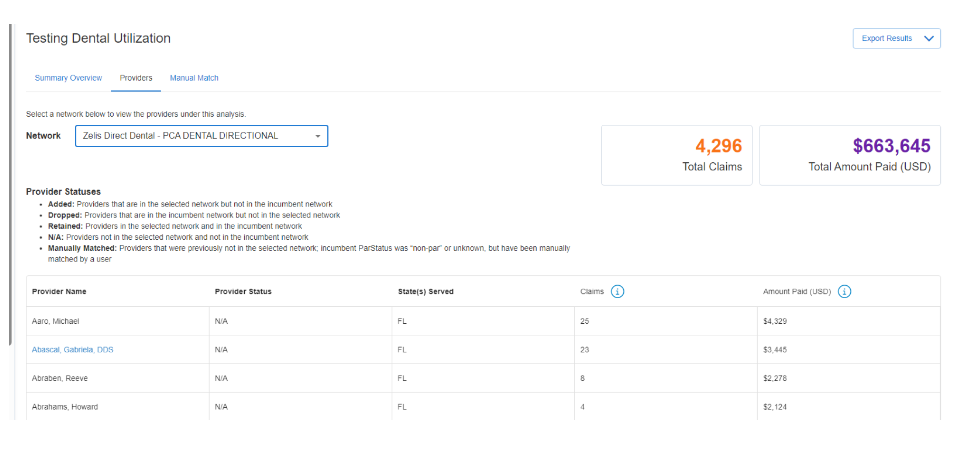 Testing Dental Utilization
Export Results
Summary Overview Providers Manual Match
Select a network below to view the providers under this analysis.
Network Zelis Direct Dental - PCA DENTAL DIRECTIONAL
4,296
Total Claims
$663,645
Total Amount Paid (USD)
Provider Statuses
• Added: Providers that are in the selected network but not in the incumbent network
• Dropped: Providers that are in the incumbent network but not in the selected network
• Retained: Providers in the selected network and in the incumbent network
• N/A: Providers not in the selected network and not in the incumbent network
• Manually Matched: Providers that were previously not in the selected network; incumbent ParStatus was "non-par" or unknown, but have been manually
matched by a user
Provider Name Provider Status State(s) Served Claims i Amount Paid (USD) i
Aaro, Michael N/A FL 25 $4,329
Abascal, Gabriela, DDS N/A FL 23 $3,445
Abraben, Reeve N/A FL 8 $2,278
Abrahams, Howard N/A FL 4 $2,124